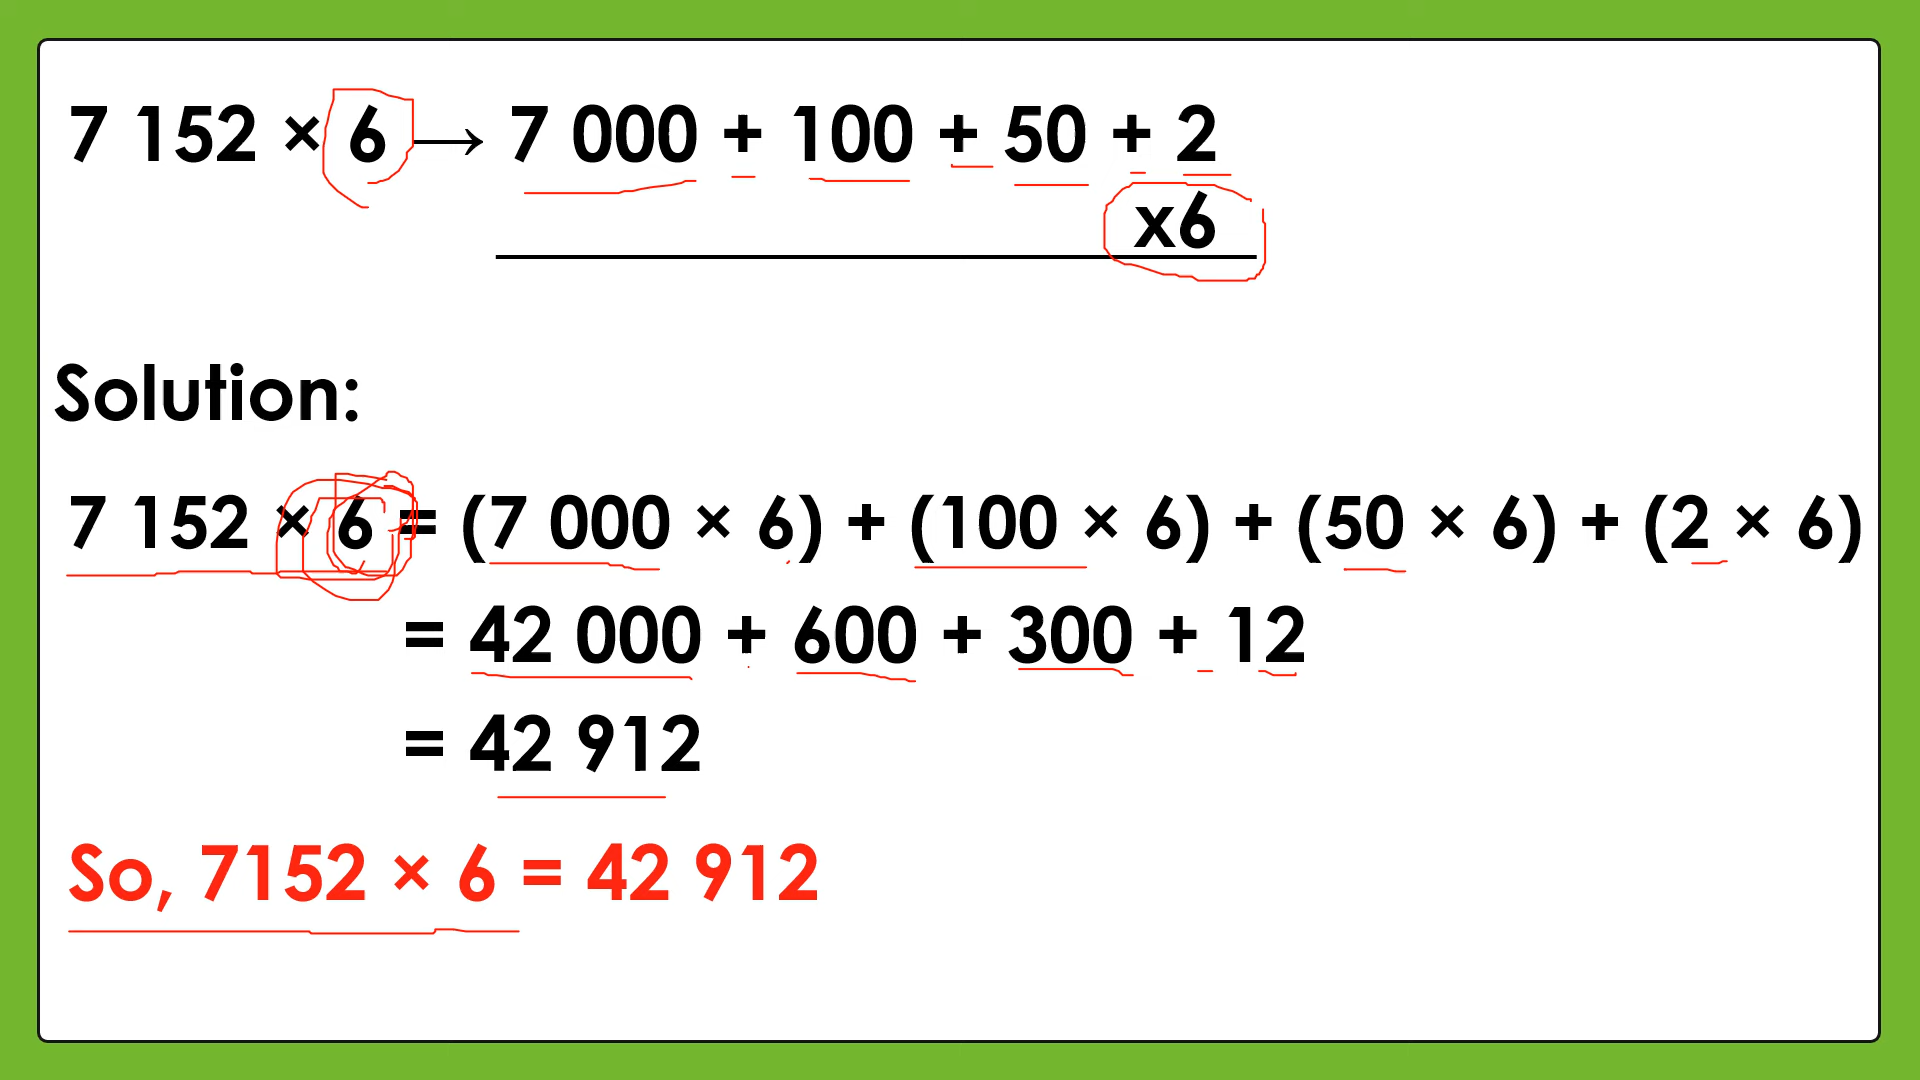 7 152 × 6 → 7 000 + 100 + 50 + 2
x6
Solution:
7 152 × 6 = (7 000 × 6) + (100 × 6) + (50 × 6) + (2 × 6)
= 42 000 + 600 + 300 + 12
= 42 912
So, 7152 × 6 = 42 912